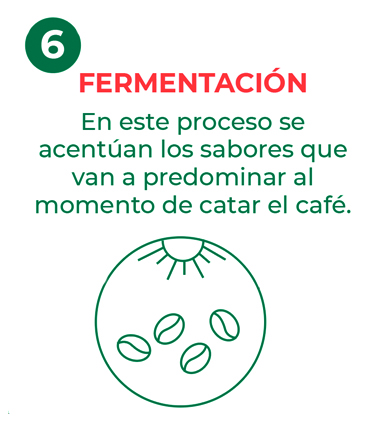 6
FERMENTACIÓN
En este proceso se
acentúan los sabores que
van a predominar al
momento de catar el café.